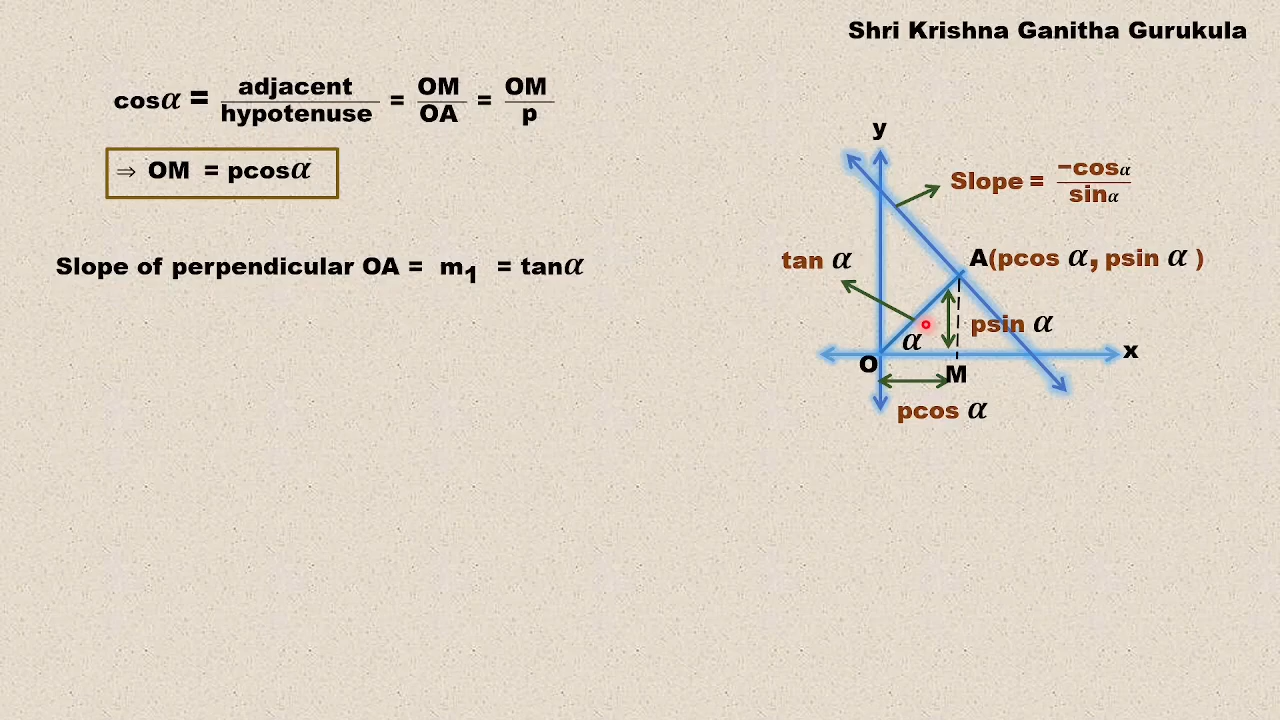 Shri Krishna Ganitha Gurukula
cosα = adjacent/hypotenuse = OM/OA = OM/p
⇒ OM = pcosα
Slope of perpendicular OA = m₁ = tanα
y
Slope = −cosα/sinα
tan α
A(pcos α, psin α )
psin α
α
x
O
M
pcos α